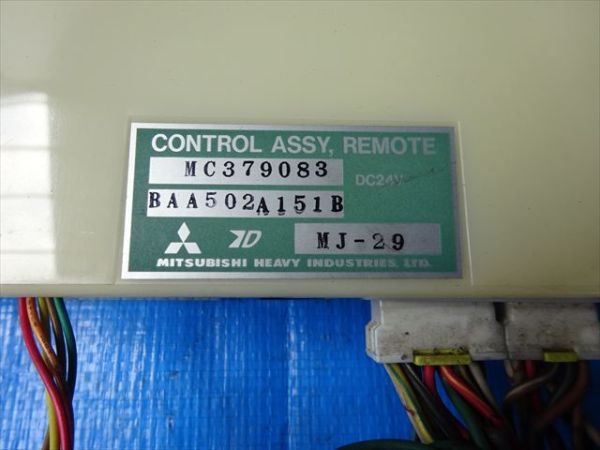 CONTROL ASSY, REMOTE
MC379083 DC24V
BAA502A151B
MJ-29
MITSUBISHI HEAVY INDUSTRIES, LTD.